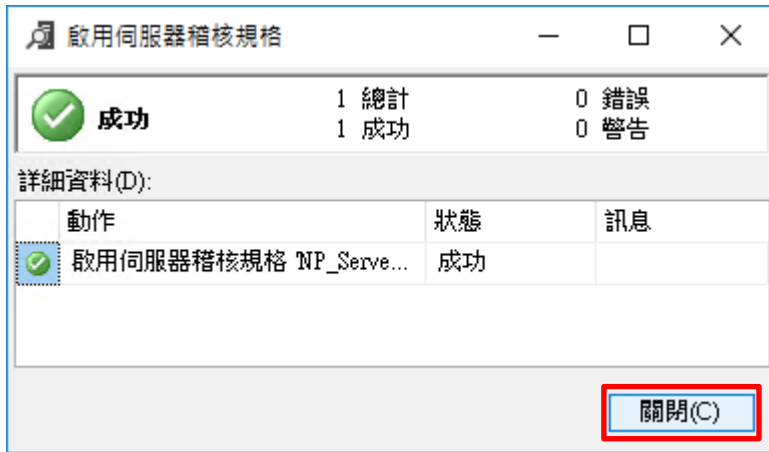 啟用伺服器稽核規格
成功
1 總計 0 錯誤
1 成功 0 警告
詳細資料(D):
動作 狀態 訊息
啟用伺服器稽核規格 'NP_Serve... 成功
關閉(C)